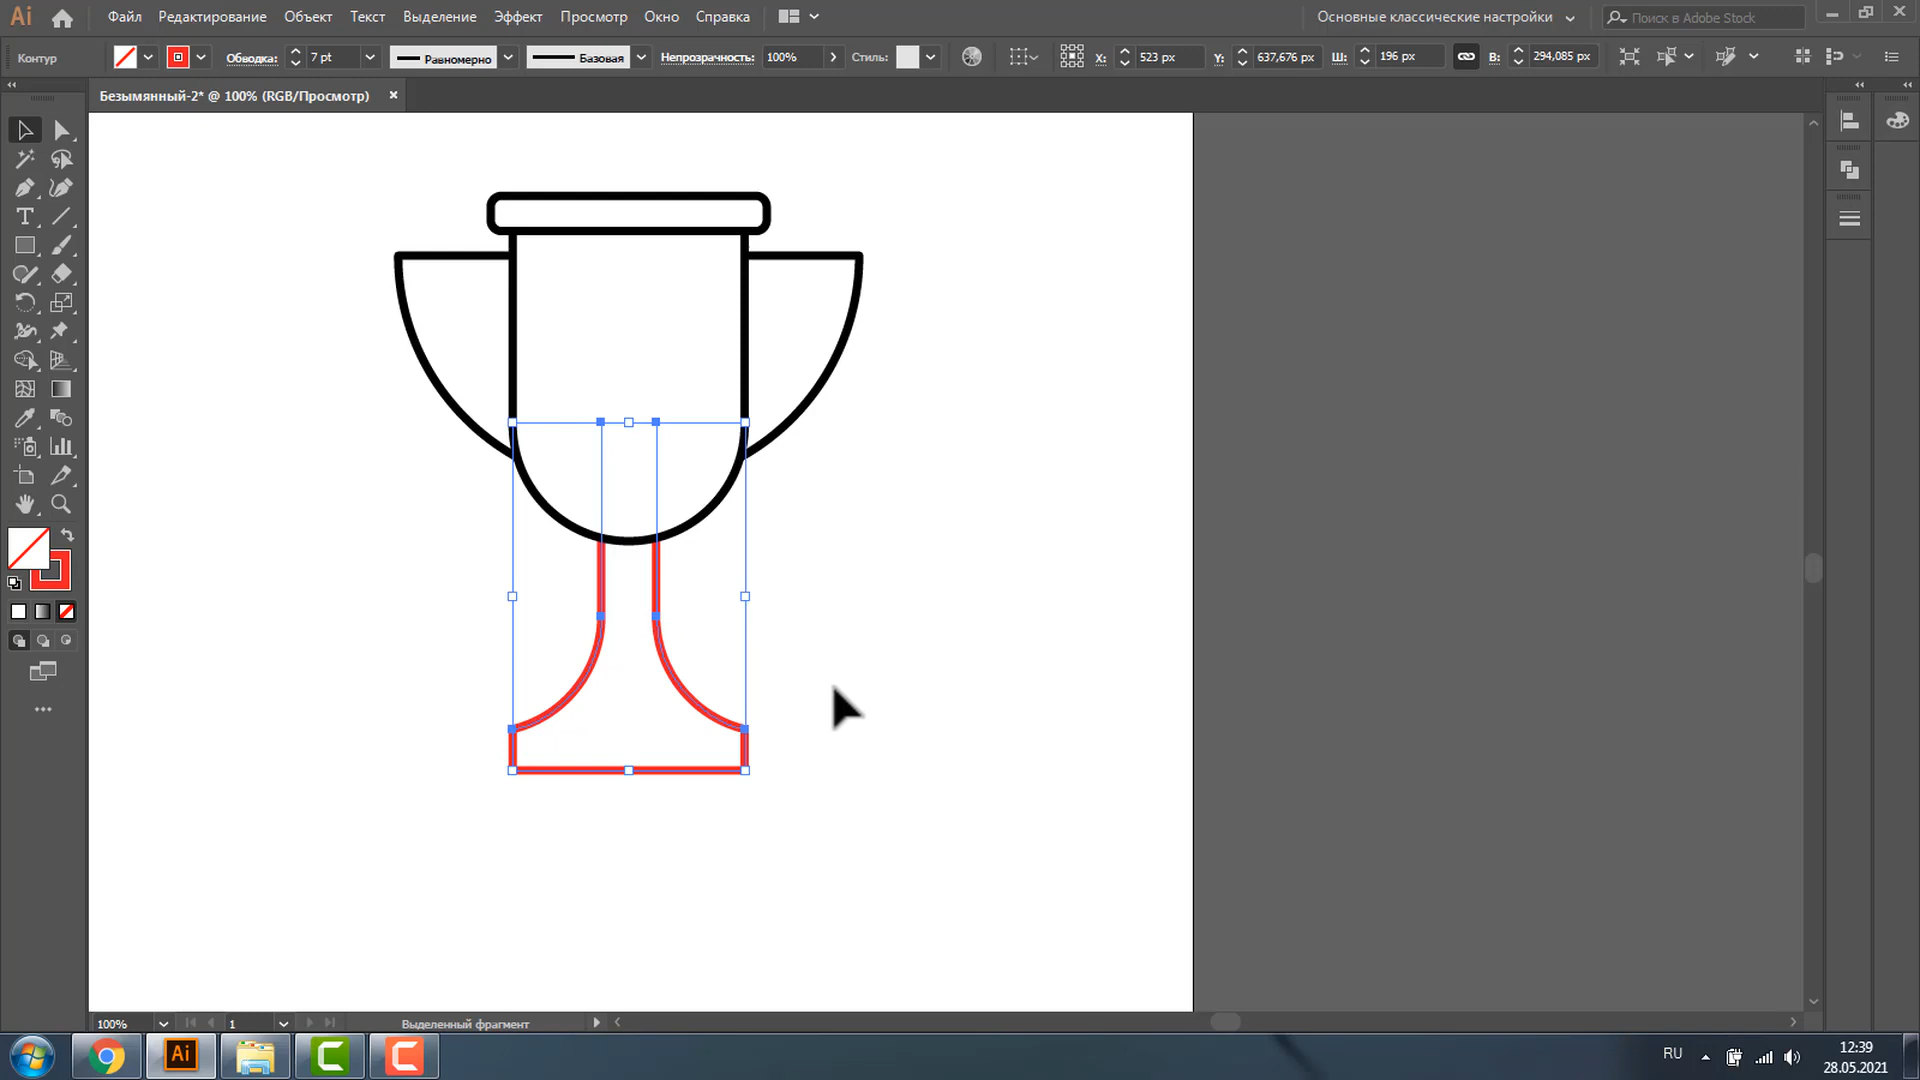 Ai Файл Редактирование Объект Текст Выделение Эффект Просмотр Окно Справка Основные классические настройки Поиск в Adobe Stock
Контур Обводка: 7 pt Равномерно Базовая Непрозрачность: 100% Стиль: X: 523 px Y: 637,676 px Ш: 196 px В: 294,085 px
Безымянный-2* @ 100% (RGB/Просмотр)
100% 1 Выделенный фрагмент
Ai RU 12:39
28.05.2021